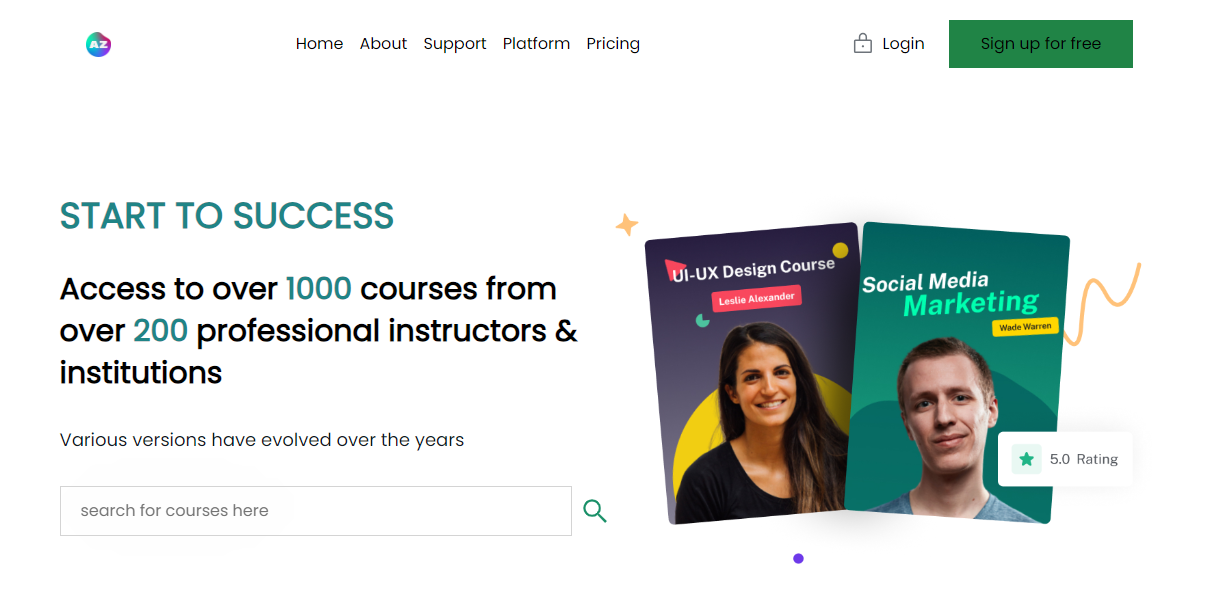 AZ
Home About Support Platform Pricing
Login
Sign up for free
START TO SUCCESS
Access to over 1000 courses from
over 200 professional instructors &
institutions
Various versions have evolved over the years
search for courses here
UI-UX Design Course
Leslie Alexander
Social Media
Marketing
Wade Warren
5.0 Rating